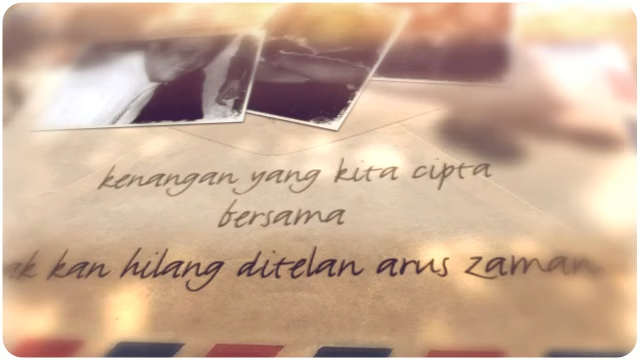 kenangan yang kita cipta
bersama
kan hilang ditelan arus zaman